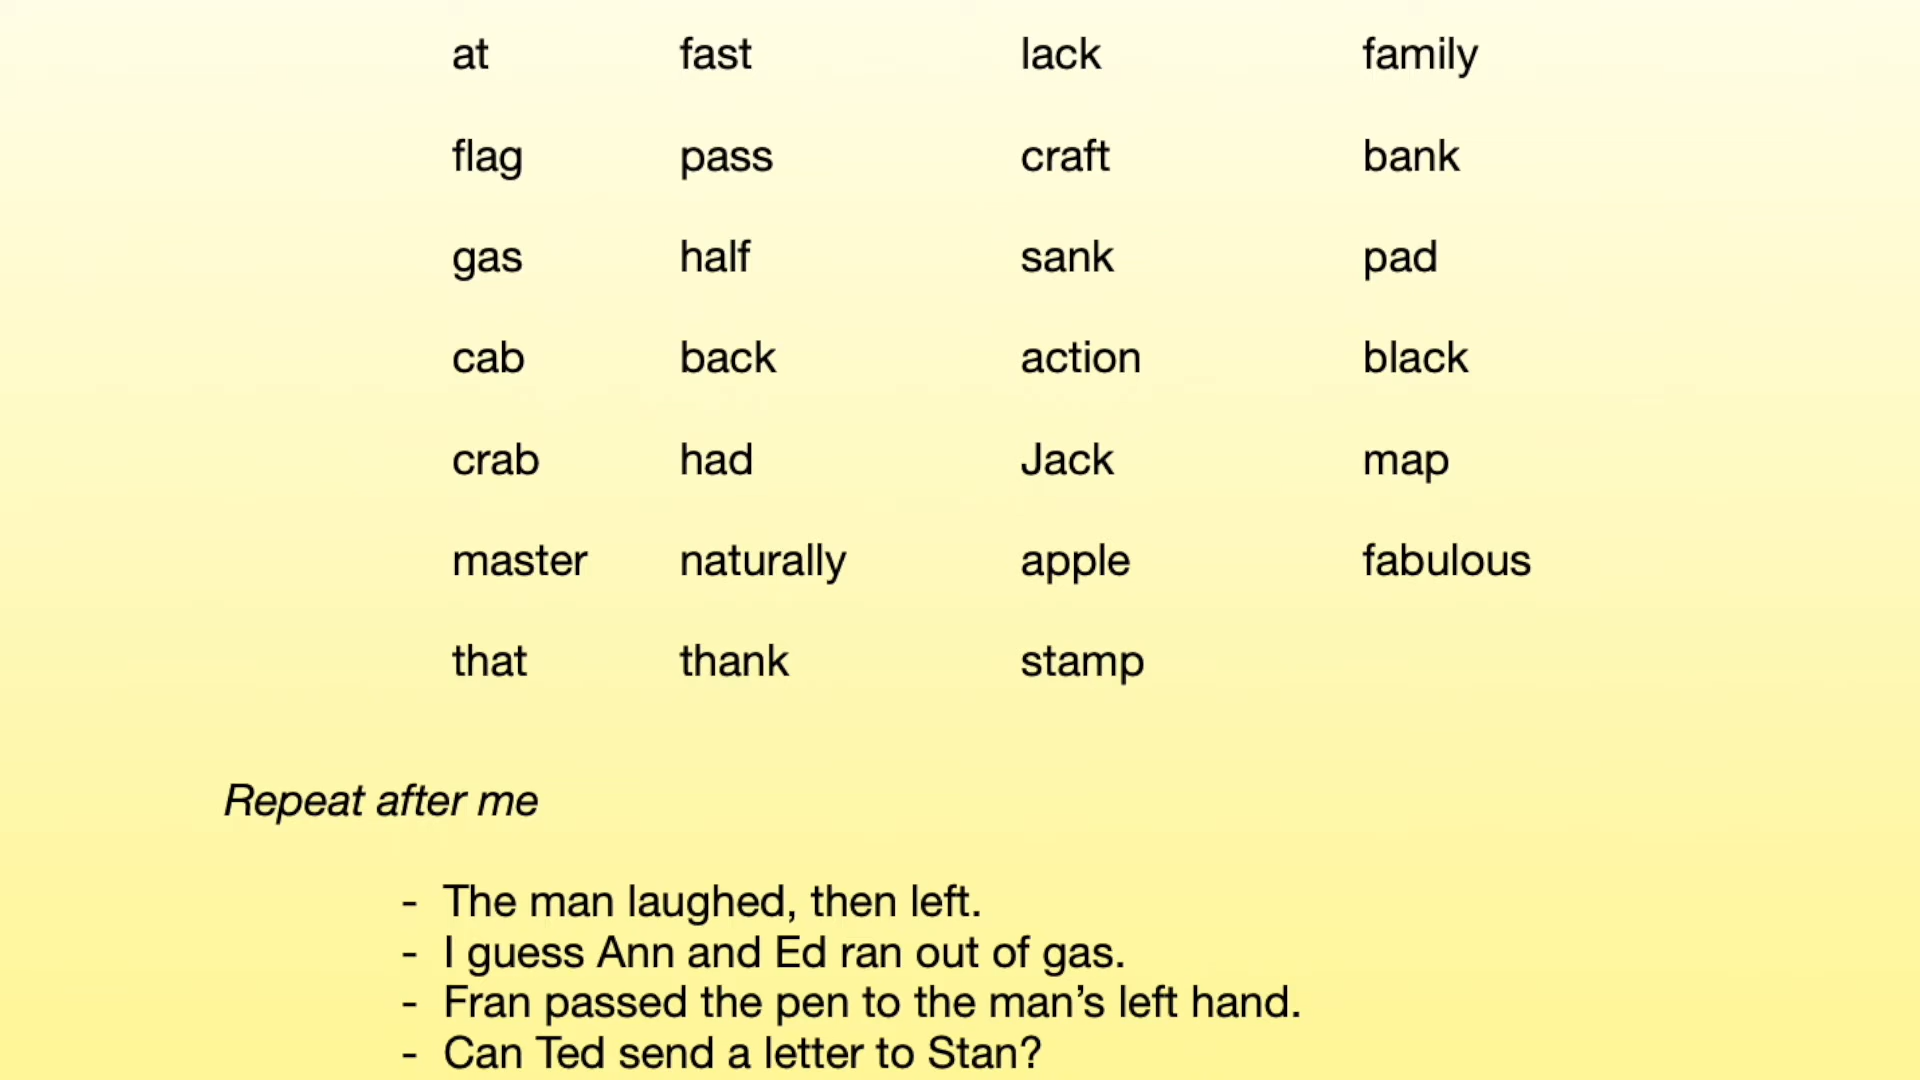 at fast lack family
flag pass craft bank
gas half sank pad
cab back action black
crab had Jack map
master naturally apple fabulous
that thank stamp
Repeat after me
- The man laughed, then left.
- I guess Ann and Ed ran out of gas.
- Fran passed the pen to the man’s left hand.
- Can Ted send a letter to Stan?